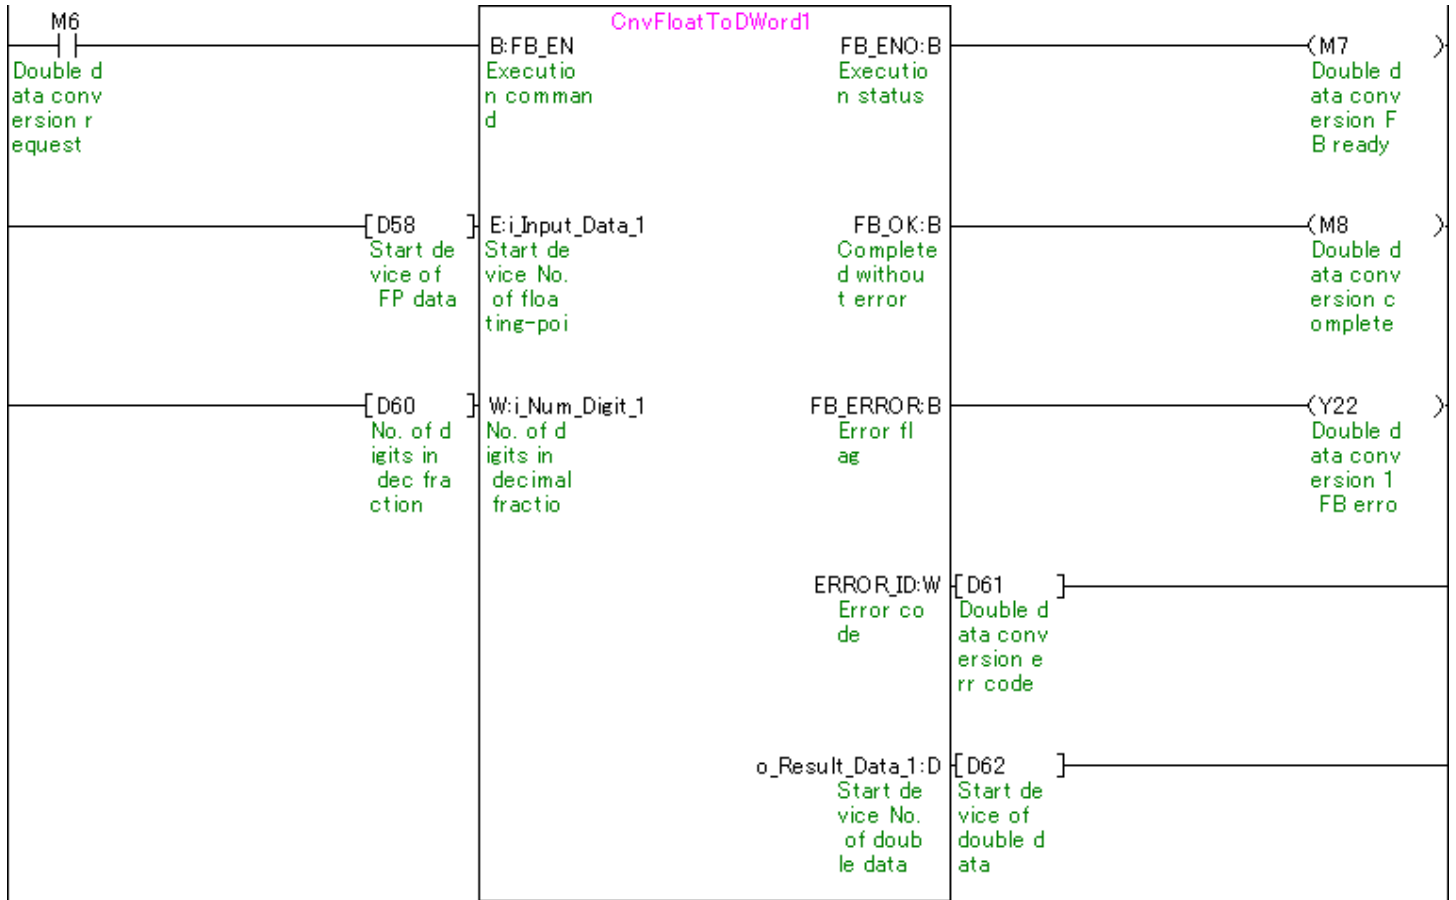 M6
Double d
ata conv
ersion r
equest
CnvFloatToDWord1
B:FB_EN
Executio
n comman
d
FB_ENO:B
Executio
n status
(M7 )
Double d
ata conv
ersion F
B ready
[D58 ]
Start de
vice of
FP data
E:i_Input_Data_1
Start de
vice No.
of floa
ting-poi
FB_OK:B
Complete
d withou
t error
(M8 )
Double d
ata conv
ersion c
omplete
[D60 ]
No. of d
igits in
dec fra
ction
W:i_Num_Digit_1
No. of d
igits in
decimal
fractio
FB_ERROR:B
Error fl
ag
(Y22 )
Double d
ata conv
ersion 1
FB erro
ERROR_ID:W
Error co
de
[D61 ]
Double d
ata conv
ersion e
rr code
o_Result_Data_1:D
Start de
vice No.
of doub
le data
[D62 ]
Start de
vice of
double d
ata